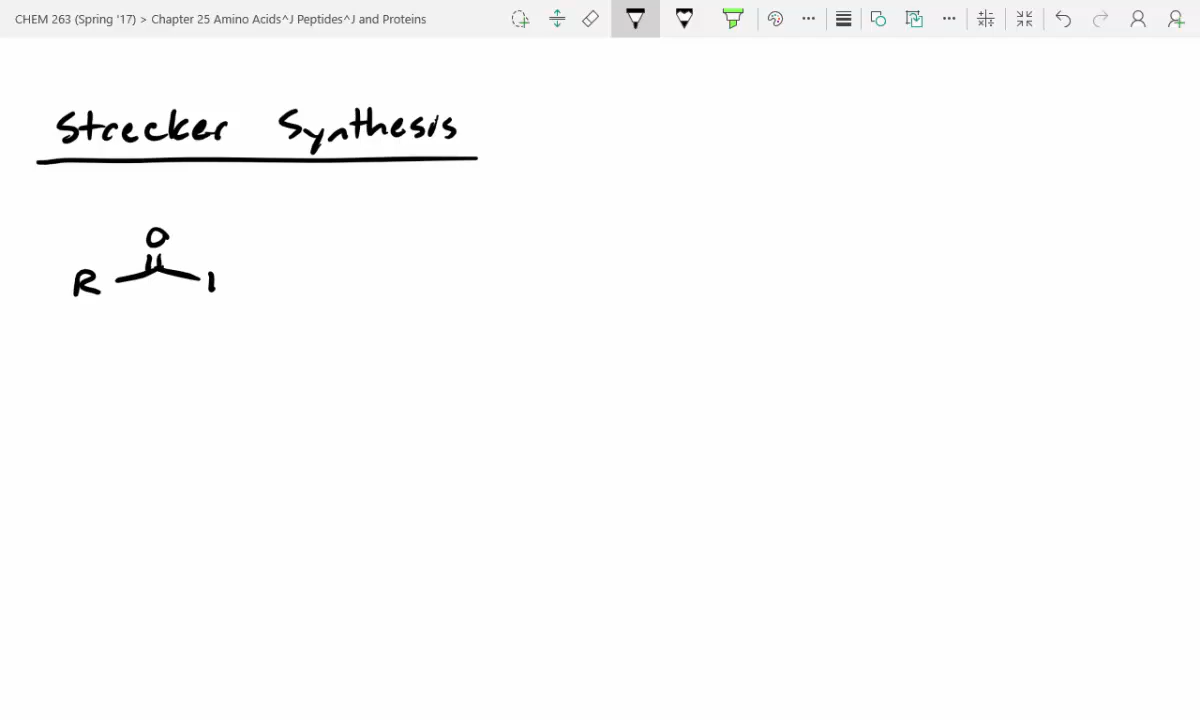 CHEM 263 (Spring '17) > Chapter 25 Amino Acids^J Peptides^J and Proteins
Strecker Synthesis
O
R